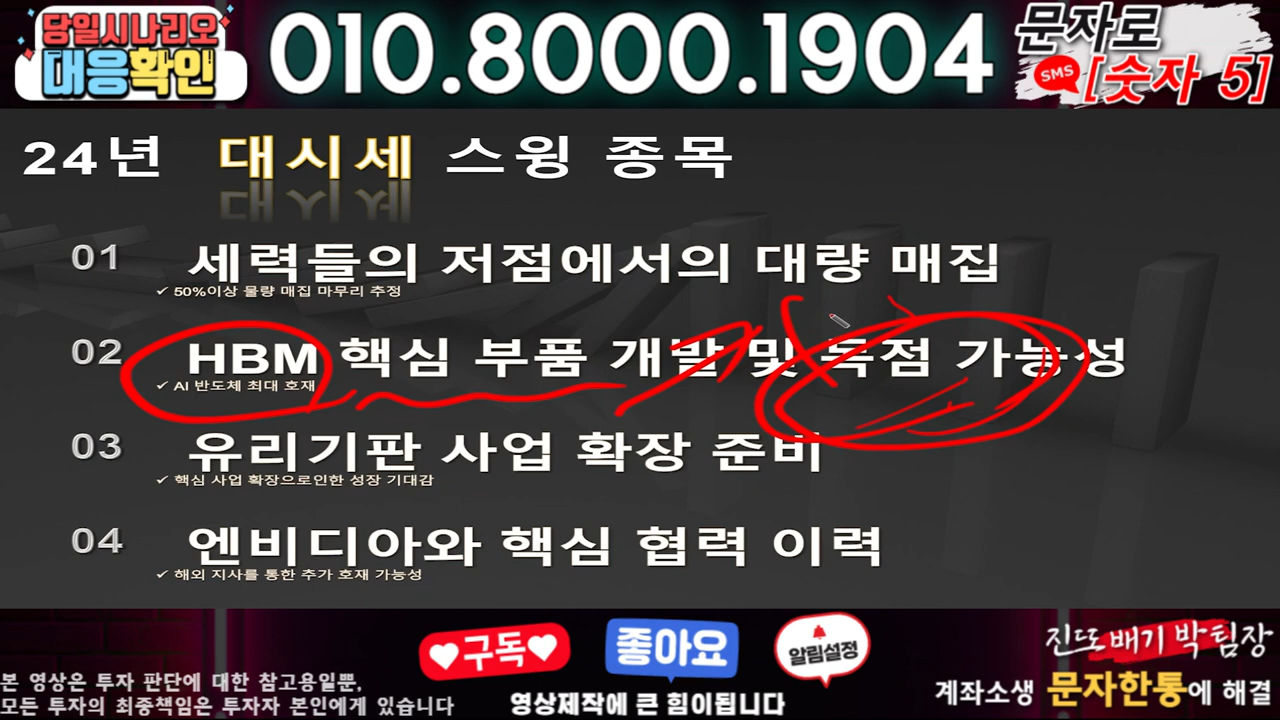 당일시나리오
대응확인
010.8000.1904
문자로
SMS
[숫자 5]
24년 대시세 스윙 종목
01 세력들의 저점에서의 대량 매집
✓ 50%이상 물량 매집 마무리 추정
02 HBM 핵심 부품 개발 및 독점 가능성
✓ AI 반도체 최대 호재
03 유리기판 사업 확장 준비
✓ 핵심 사업 확장으로인한 성장 기대감
04 엔비디아와 핵심 협력 이력
✓ 해외 지사를 통한 추가 호재 가능성
본 영상은 투자 판단에 대한 참고용일뿐,
모든 투자의 최종책임은 투자자 본인에게 있습니다
구독
좋아요
알림설정
영상제작에 큰 힘이됩니다
진또배기 박팀장
계좌소생 문자한통에 해결